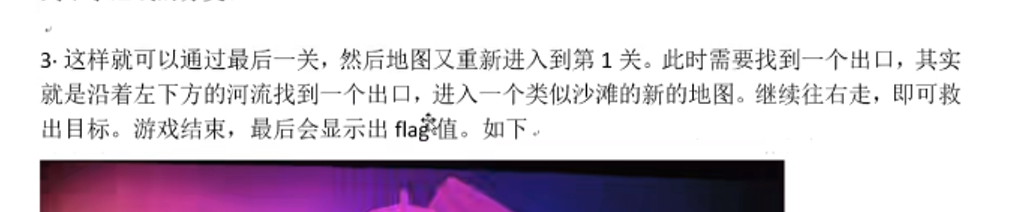 3· 这样就可以通过最后一关，然后地图又重新进入到第 1 关。此时需要找到一个出口，其实
就是沿着左下方的河流找到一个出口，进入一个类似沙滩的新的地图。继续往右走，即可救
出目标。游戏结束，最后会显示出 flag 值。如下